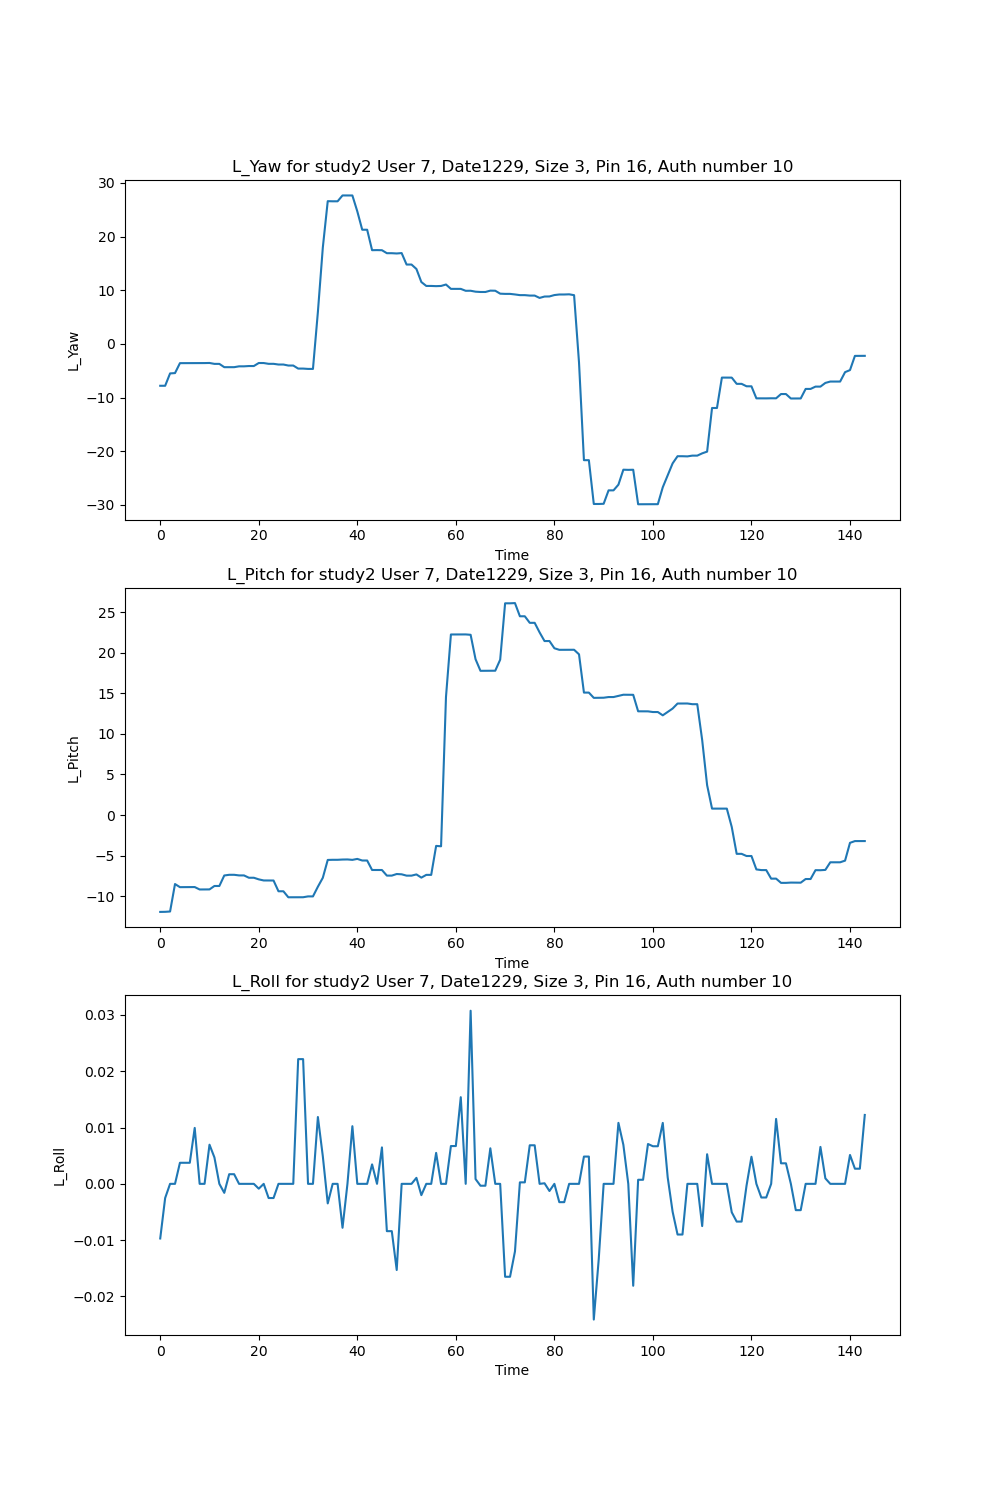 L_Yaw for study2 User 7, Date1229, Size 3, Pin 16, Auth number 10
30
20
10
0
−10
−20
−30
L_Yaw
0 20 40 60 80 100 120 140
Time
L_Pitch for study2 User 7, Date1229, Size 3, Pin 16, Auth number 10
25
20
15
10
5
0
−5
−10
L_Pitch
0 20 40 60 80 100 120 140
Time
L_Roll for study2 User 7, Date1229, Size 3, Pin 16, Auth number 10
0.03
0.02
0.01
0.00
−0.01
−0.02
L_Roll
0 20 40 60 80 100 120 140
Time